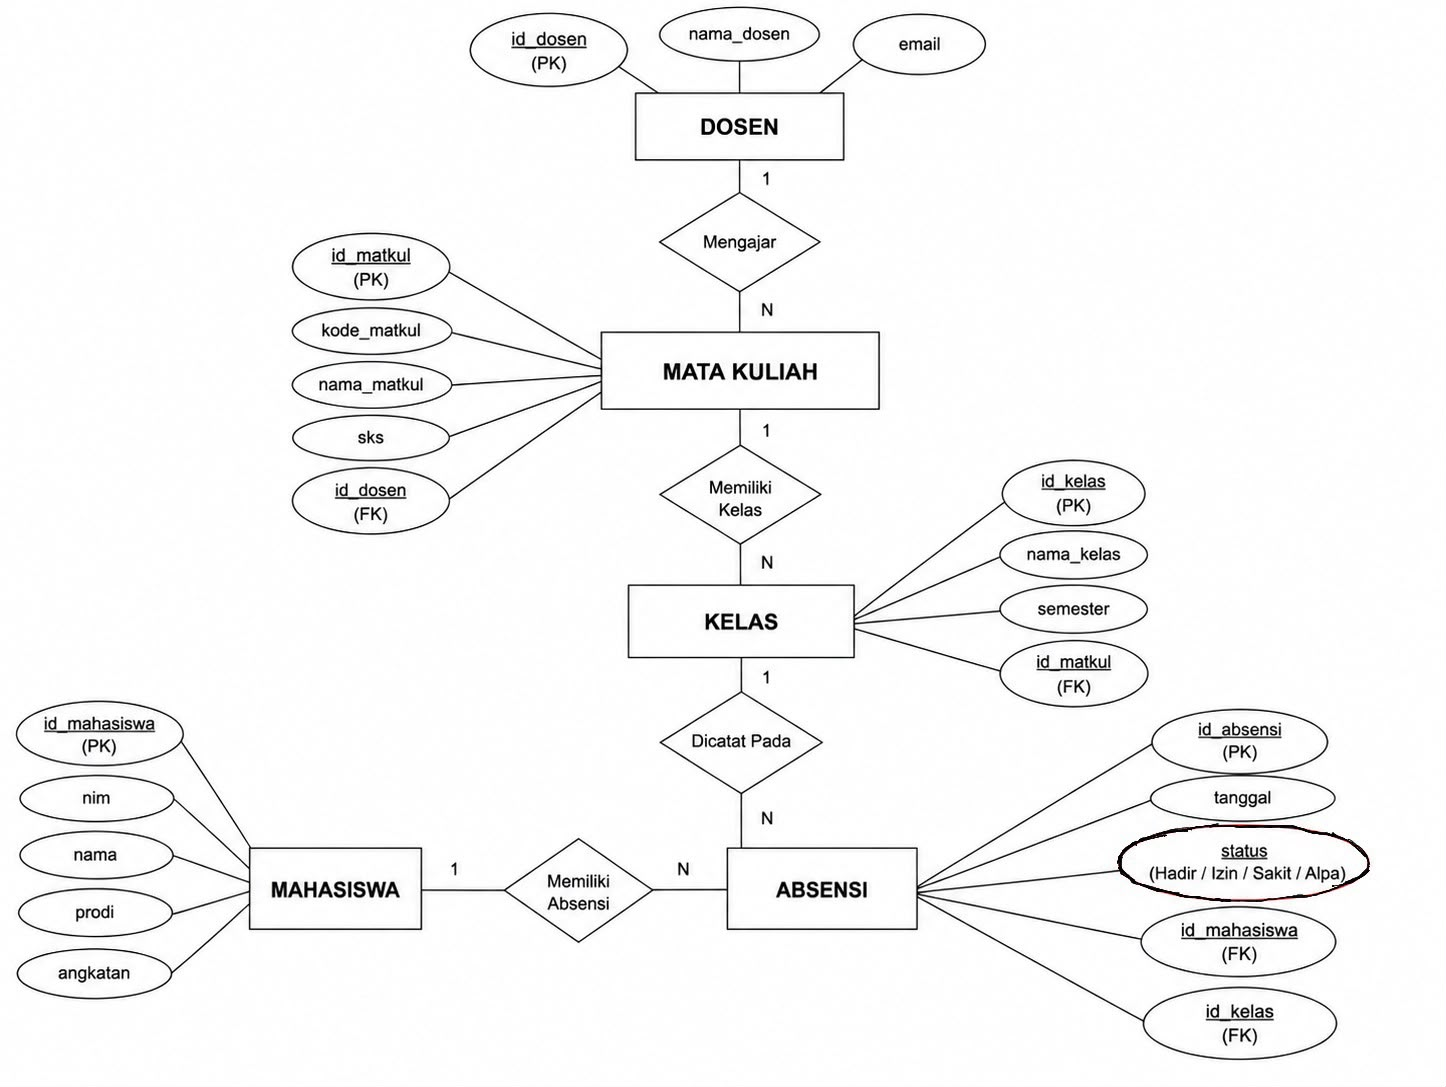 id_dosen
(PK)
nama_dosen
email
DOSEN
1
Mengajar
N
id_matkul
(PK)
kode_matkul
nama_matkul
sks
id_dosen
(FK)
MATA KULIAH
1
Memiliki
Kelas
N
id_kelas
(PK)
nama_kelas
semester
id_matkul
(FK)
KELAS
1
Dicatat Pada
N
id_mahasiswa
(PK)
nim
nama
prodi
angkatan
MAHASISWA
1
Memiliki
Absensi
N
ABSENSI
id_absensi
(PK)
tanggal
status
(Hadir / Izin / Sakit / Alpa)
id_mahasiswa
(FK)
id_kelas
(FK)